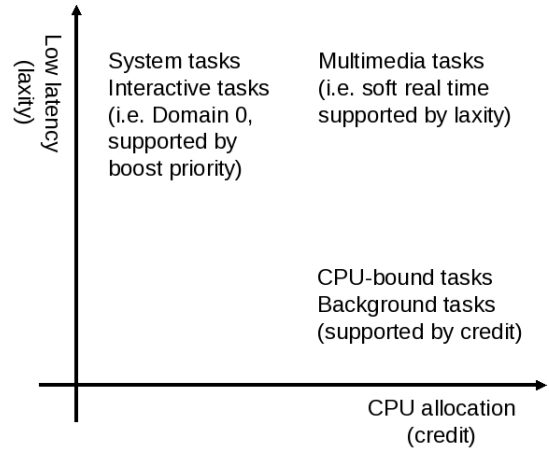 Low latency
(laxity)
System tasks
Interactive tasks
(i.e. Domain 0,
supported by
boost priority)
Multimedia tasks
(i.e. soft real time
supported by laxity)
CPU-bound tasks
Background tasks
(supported by credit)
CPU allocation
(credit)